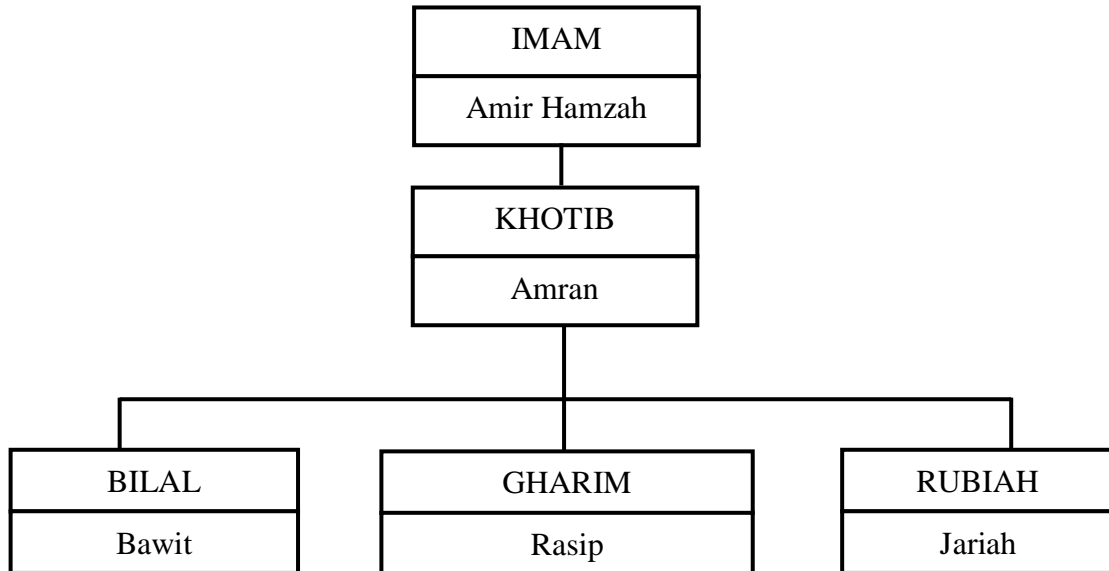 IMAM
Amir Hamzah
KHOTIB
Amran
BILAL
Bawit
GHARIM
Rasip
RUBIAH
Jariah